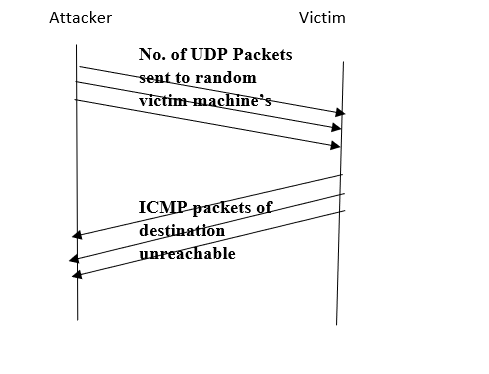 Attacker
Victim
No. of UDP Packets
sent to random
victim machine's
ICMP packets of
destination
unreachable